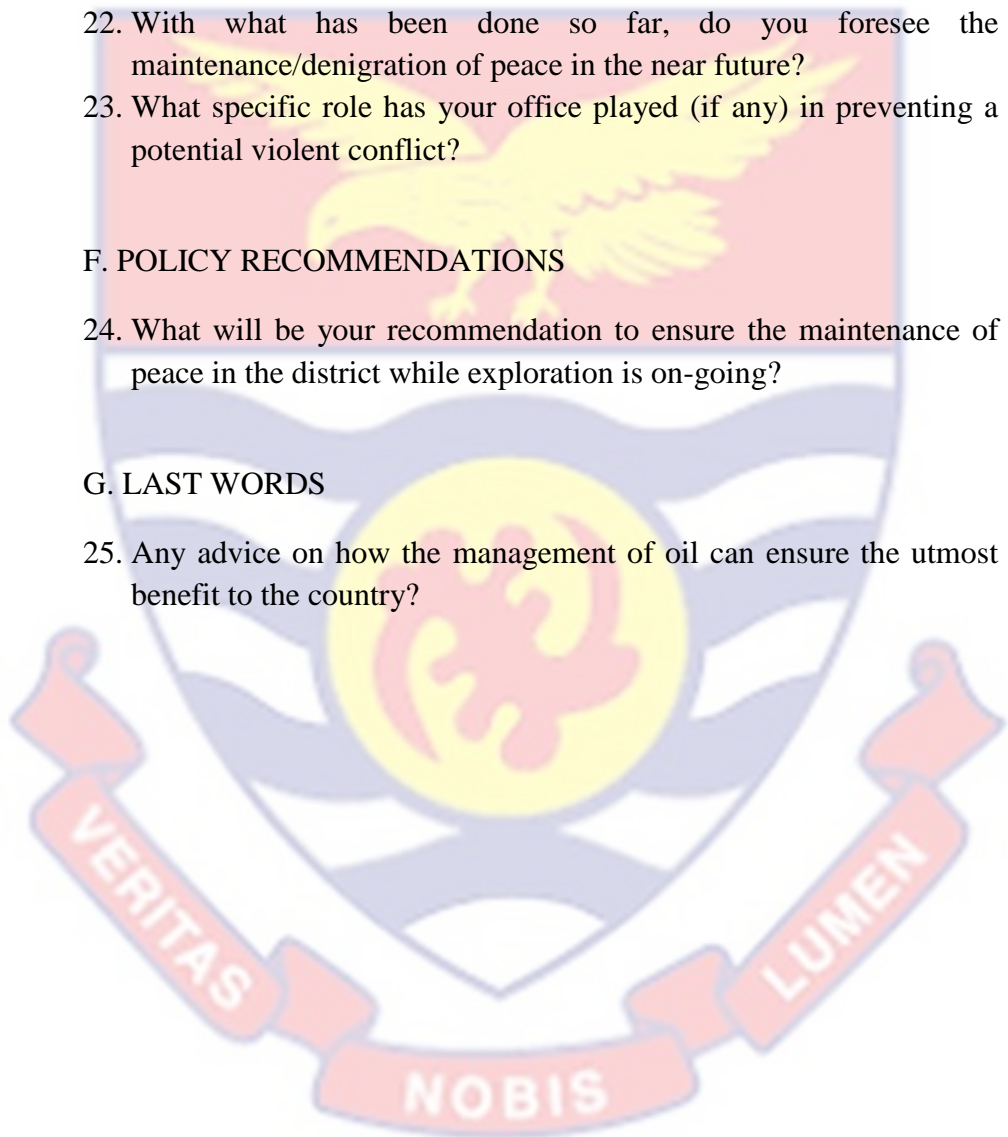 22. With what has been done so far, do you foresee the
maintenance/denigration of peace in the near future?
23. What specific role has your office played (if any) in preventing a
potential violent conflict?
F. POLICY RECOMMENDATIONS
24. What will be your recommendation to ensure the maintenance of
peace in the district while exploration is on-going?
G. LAST WORDS
25. Any advice on how the management of oil can ensure the utmost
benefit to the country?
VERITAS
NOBIS
LUMEN